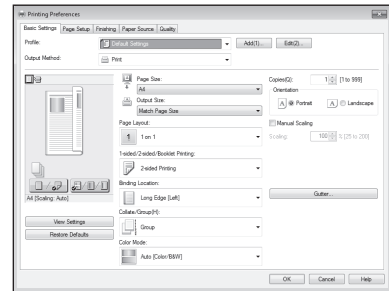 Printing Preferences
Basic Settings Page Setup Finishing Paper Source Quality
Profile: Default Settings Add(1)... Edit(2)...
Output Method: Print
Page Size:
A4
Output Size:
Match Page Size
Copies(Q): 1 [1 to 999]
Orientation
A Portrait A Landscape
Page Layout:
1 1 on 1
Manual Scaling
Scaling: 100 % [25 to 200]
1-sided/2-sided/Booklet Printing:
2-sided Printing
Binding Location:
Long Edge [Left]
Gutter...
A4 [Scaling: Auto]
View Settings
Restore Defaults
Collate/Group(H):
Group
Color Mode:
Auto [Color/B&W]
OK Cancel Help